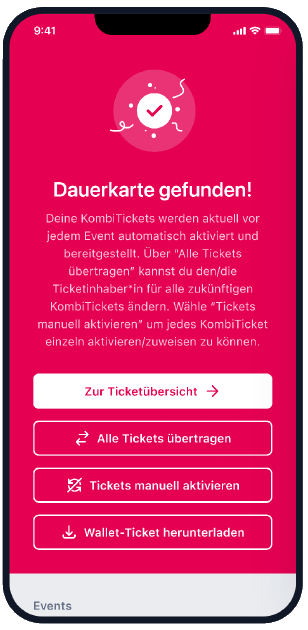 9:41
Dauerkarte gefunden!
Deine KombiTickets werden aktuell vor
jedem Event automatisch aktiviert und
bereitgestellt. Über "Alle Tickets
übertragen" kannst du den/die
Ticketinhaber*in für alle zukünftigen
KombiTickets ändern. Wähle "Tickets
manuell aktivieren" um jedes KombiTicket
einzeln aktivieren/zuweisen zu können.
Zur Ticketübersicht
Alle Tickets übertragen
Tickets manuell aktivieren
Wallet-Ticket herunterladen
Events